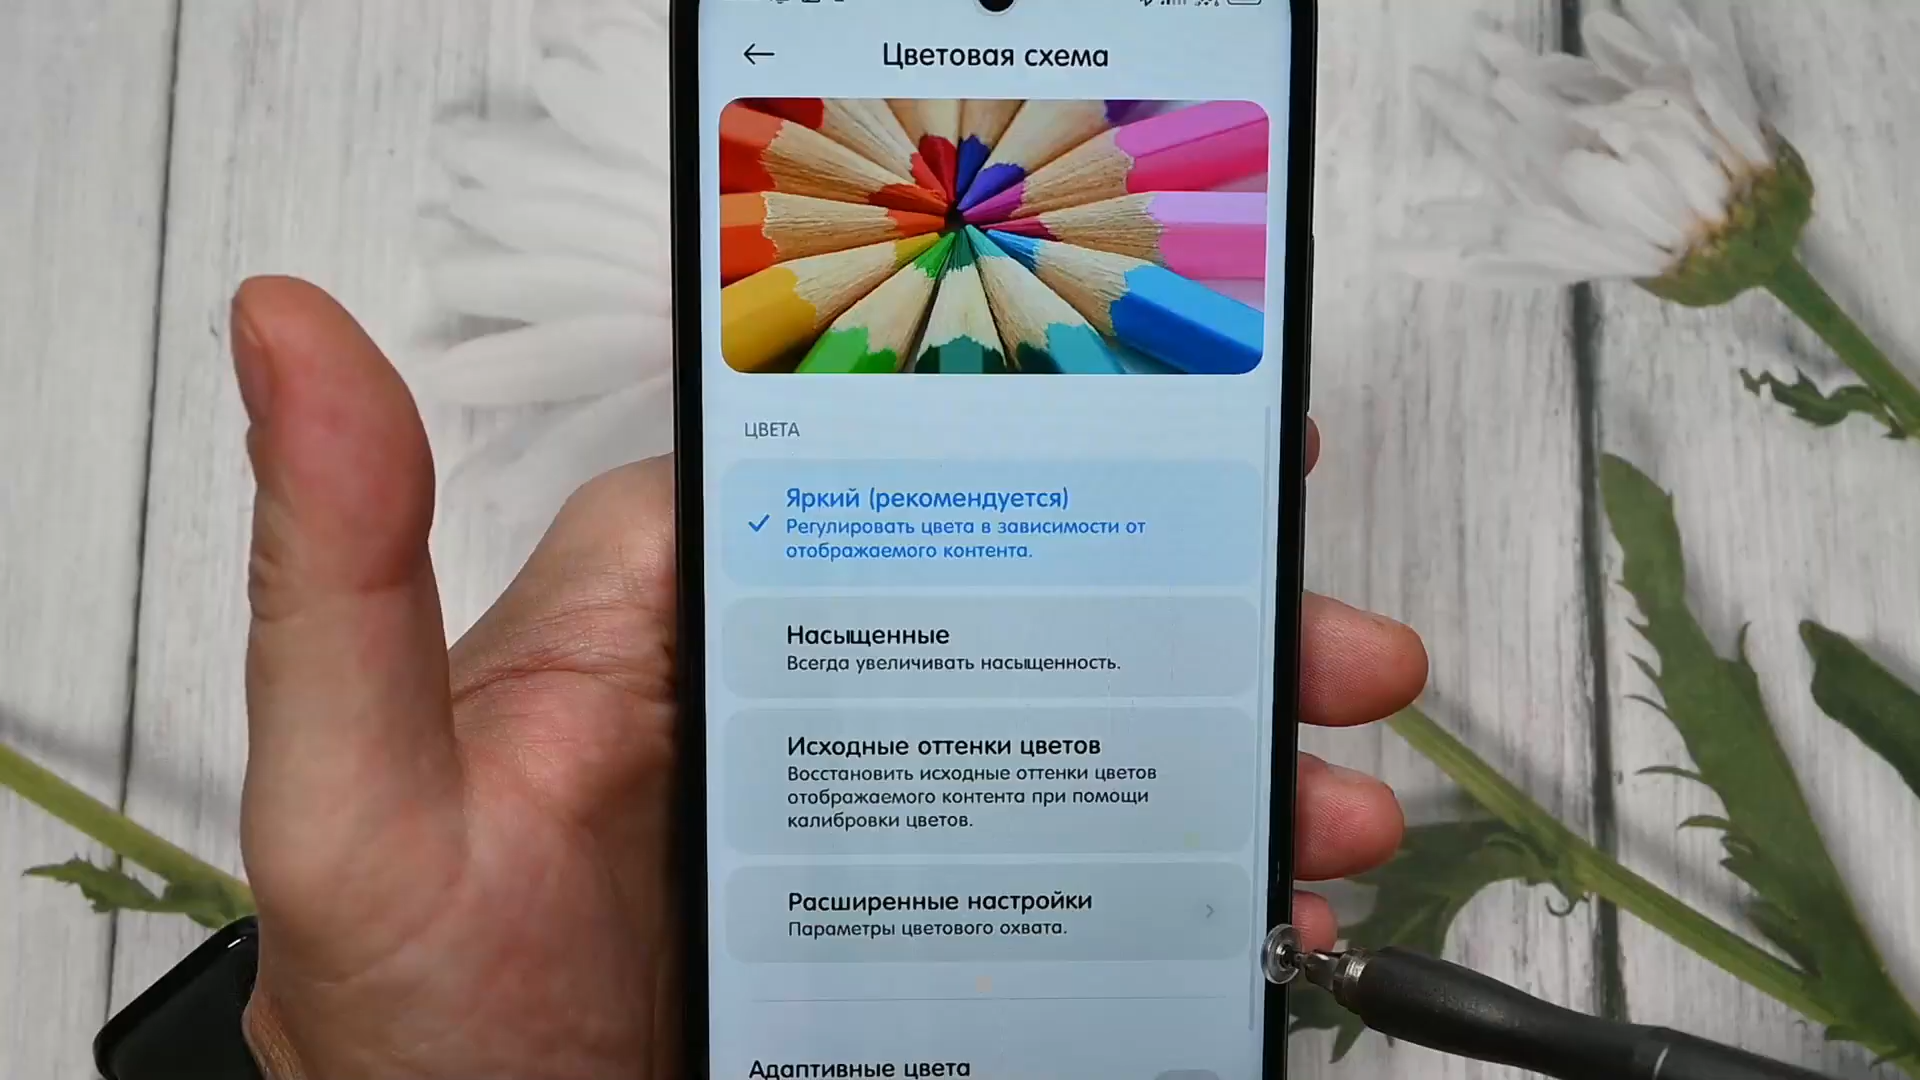 Цветовая схема
ЦВЕТА
Яркий (рекомендуется)
Регулировать цвета в зависимости от
отображаемого контента.
Насыщенные
Всегда увеличивать насыщенность.
Исходные оттенки цветов
Восстановить исходные оттенки цветов
отображаемого контента при помощи
калибровки цветов.
Расширенные настройки
Параметры цветового охвата.
Адаптивные цвета